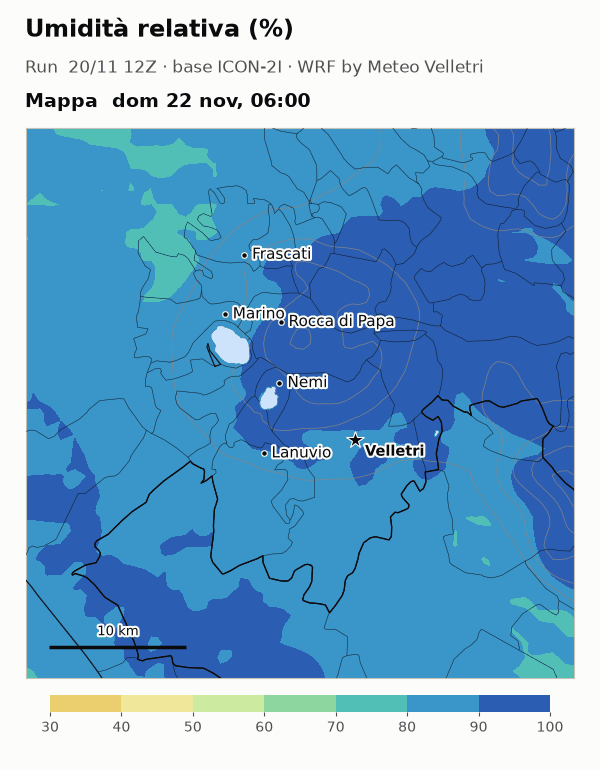 Umidità relativa (%)
Run  20/11 12Z · base ICON-2I · WRF by Meteo Velletri
Mappa  dom 22 nov, 06:00
Frascati
Marino
Rocca di Papa
Nemi
Velletri
Lanuvio
10 km
30 40 50 60 70 80 90 100